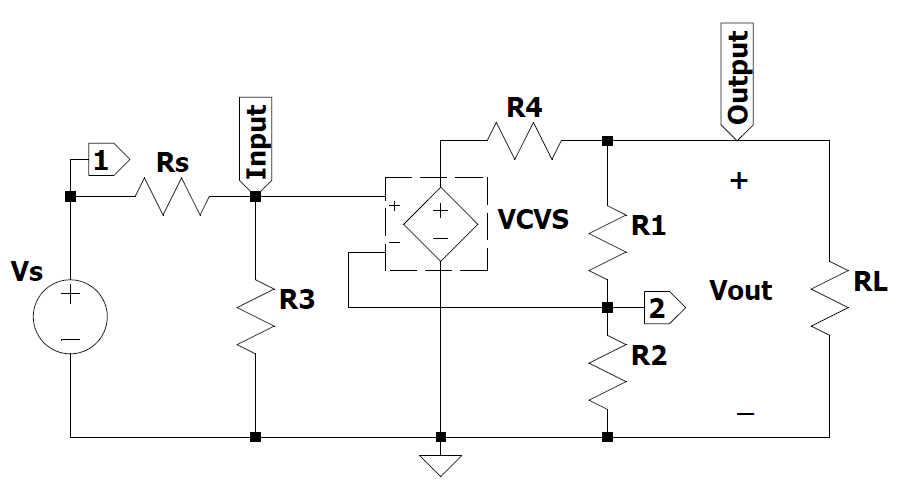 Output
R4
Input
1
Rs
+
+
+
VCVS
R1
−
−
Vs
+
R3
Vout
RL
2
−
R2
−